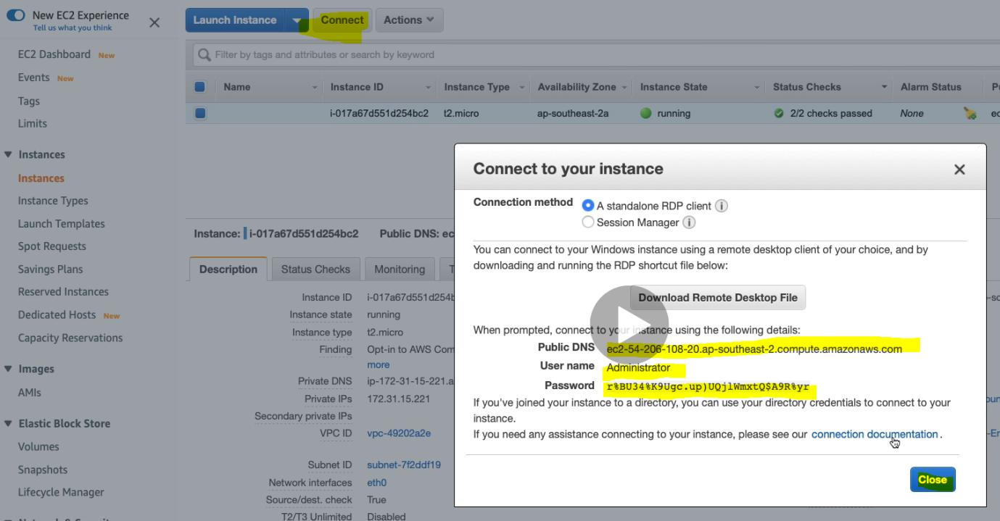 New EC2 Experience
Tell us what you think
Launch Instance Connect Actions
Filter by tags and attributes or search by keyword
EC2 Dashboard New
Events New
Tags
Limits
Instances
Instances
Instance Types
Launch Templates
Spot Requests
Savings Plans
Reserved Instances
Dedicated Hosts New
Capacity Reservations
Images
AMIs
Elastic Block Store
Volumes
Snapshots
Lifecycle Manager
Name Instance ID Instance Type Availability Zone Instance State Status Checks Alarm Status
i-017a67d551d254bc2 t2.micro ap-southeast-2a running 2/2 checks passed None
Instance: i-017a67d551d254bc2 Public DNS: ec
Description Status Checks Monitoring T
Instance ID i-017a67d551d254b
Instance state running
Instance type t2.micro
Finding Opt-in to AWS Com
more
Private DNS ip-172-31-15-221.a
Private IPs 172.31.15.221
Secondary private IPs
VPC ID vpc-49202a2e
Subnet ID subnet-7f2ddf19
Network interfaces eth0
Source/dest. check True
T2/T3 Unlimited Disabled
Connect to your instance
Connection method A standalone RDP client
Session Manager
You can connect to your Windows instance using a remote desktop client of your choice, and by
downloading and running the RDP shortcut file below:
Download Remote Desktop File
When prompted, connect to your instance using the following details:
Public DNS ec2-54-206-108-20.ap-southeast-2.compute.amazonaws.com
User name Administrator
Password r%BU34%K9Ugc.up)UQjlWmxtQ$A9R%yr
If you've joined your instance to a directory, you can use your directory credentials to connect to your
instance.
If you need any assistance connecting to your instance, please see our connection documentation.
Close